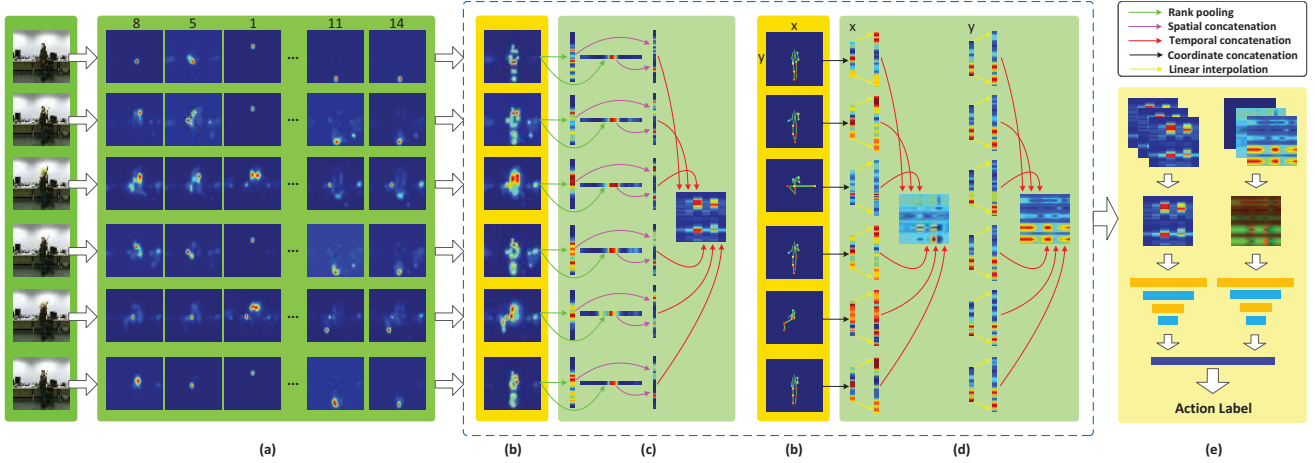 8 5 1 11 14
... 
...
...
...
...
...
x
y
x
y
Rank pooling
Spatial concatenation
Temporal concatenation
Coordinate concatenation
Linear interpolation
Action Label
(a) (b) (c) (b) (d) (e)